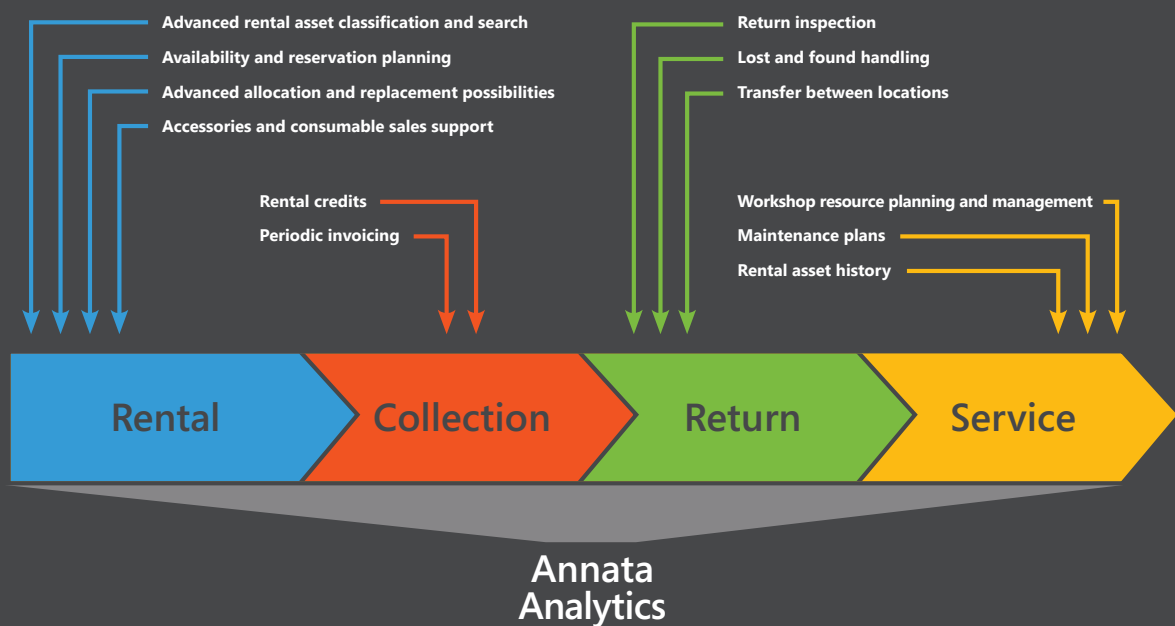 Advanced rental asset classification and search
Availability and reservation planning
Advanced allocation and replacement possibilities
Accessories and consumable sales support
Rental credits
Periodic invoicing
Return inspection
Lost and found handling
Transfer between locations
Workshop resource planning and management
Maintenance plans
Rental asset history
Rental
Collection
Return
Service
Annata
Analytics